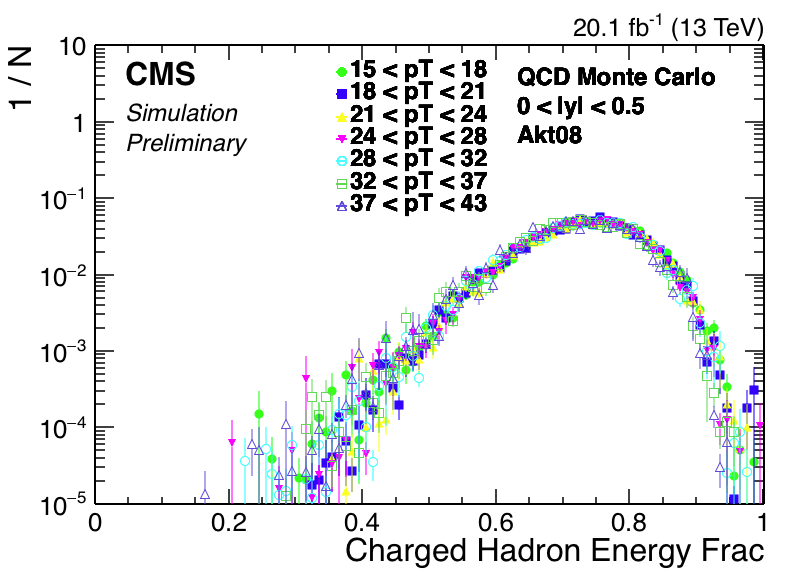 20.1 fb⁻¹ (13 TeV)
1 / N
10
1
10⁻¹
10⁻²
10⁻³
10⁻⁴
10⁻⁵
CMS
Simulation
Preliminary
15 < pT < 18
18 < pT < 21
21 < pT < 24
24 < pT < 28
28 < pT < 32
32 < pT < 37
37 < pT < 43
QCD Monte Carlo
0 < lyl < 0.5
Akt08
0 0.2 0.4 0.6 0.8 1
Charged Hadron Energy Frac